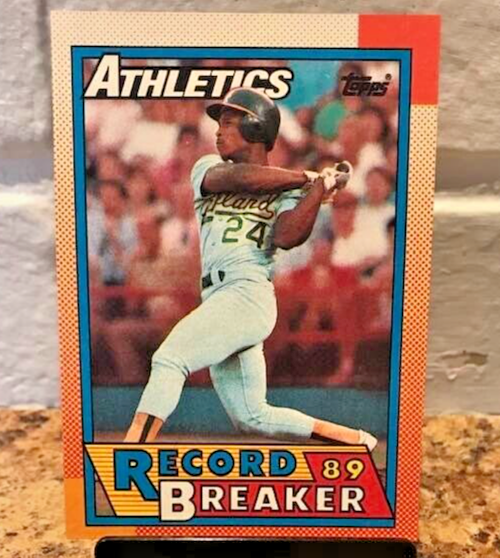 ATHLETICS
Topps®
Oakland
24
RECORD 89
BREAKER